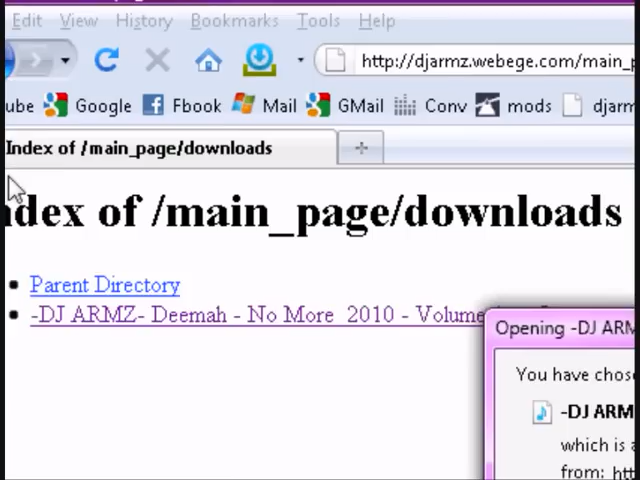 Edit View History Bookmarks Tools Help
http://djarmz.webege.com/main_p
ube Google Fbook Mail GMail Conv mods djarm
Index of /main_page/downloads
ndex of /main_page/downloads
Parent Directory
-DJ ARMZ- Deemah - No More 2010 - Volume
Opening -DJ ARM
You have chose
-DJ ARM
which is a
from: htt